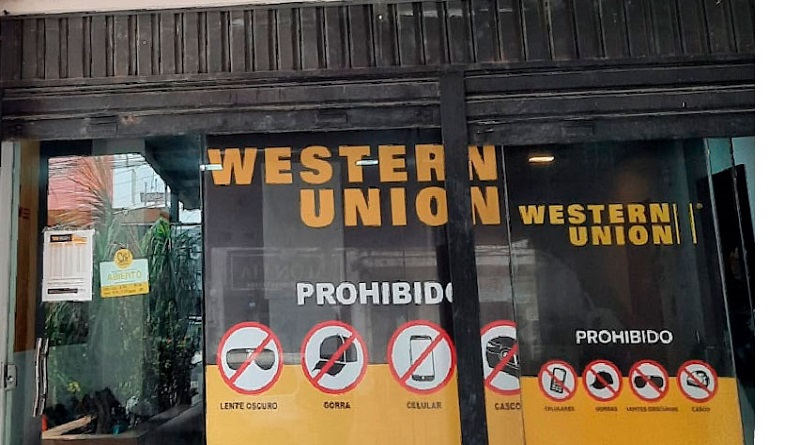 WESTERN
UNION
PROHIBIDO
LENTE OSCURO
GORRA
CELULAR
CASCO
WESTERN
UNION
PROHIBIDO
CELULARES
GORRAS
LENTES OSCUROS
CASCO
ABIERTO